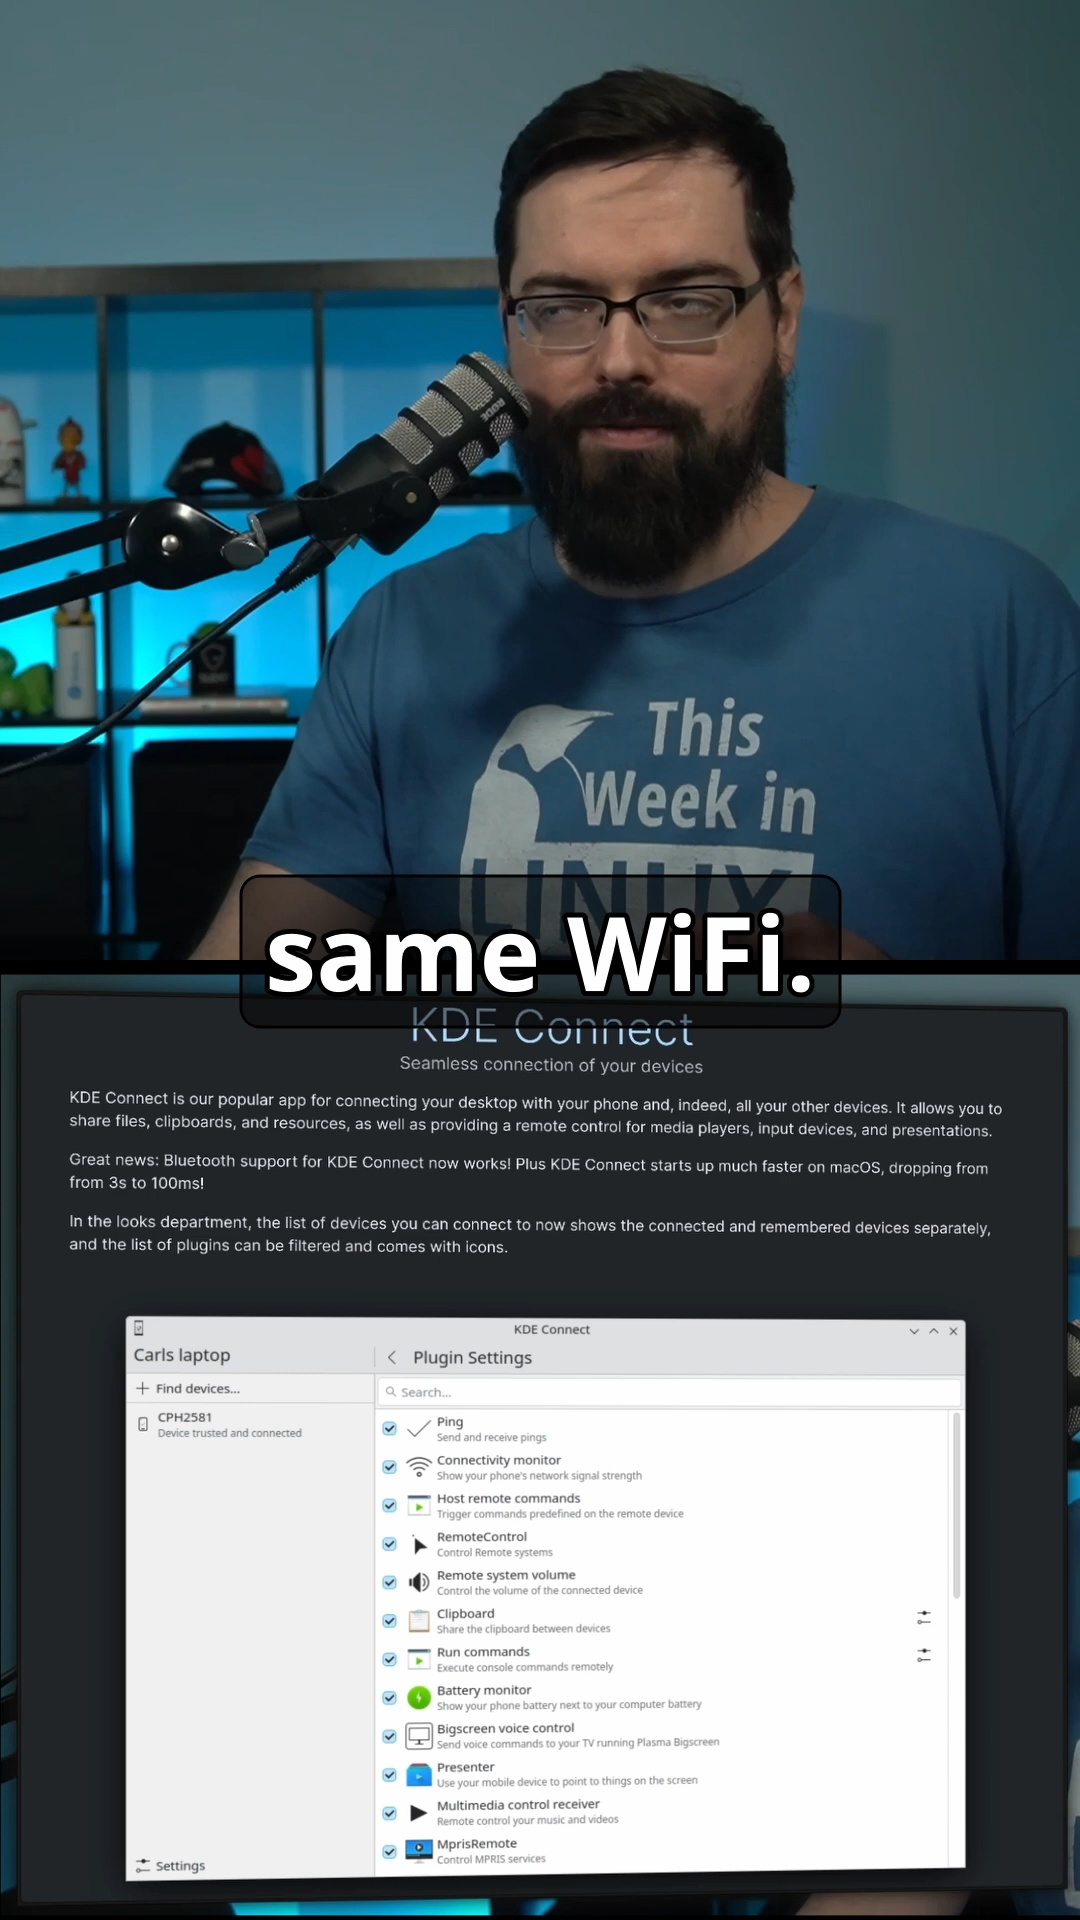 RODE
This
Week in
LINUX
same WiFi.
KDE Connect
Seamless connection of your devices
KDE Connect is our popular app for connecting your desktop with your phone and, indeed, all your other devices. It allows you to
share files, clipboards, and resources, as well as providing a remote control for media players, input devices, and presentations.
Great news: Bluetooth support for KDE Connect now works! Plus KDE Connect starts up much faster on macOS, dropping from
from 3s to 100ms!
In the looks department, the list of devices you can connect to now shows the connected and remembered devices separately,
and the list of plugins can be filtered and comes with icons.
KDE Connect
Carls laptop
Plugin Settings
Find devices...
Search...
CPH2581
Device trusted and connected
Ping
Send and receive pings
Connectivity monitor
Show your phone's network signal strength
Host remote commands
Trigger commands predefined on the remote device
RemoteControl
Control Remote systems
Remote system volume
Control the volume of the connected device
Clipboard
Share the clipboard between devices
Run commands
Execute console commands remotely
Battery monitor
Show your phone battery next to your computer battery
Bigscreen voice control
Send voice commands to your TV running Plasma Bigscreen
Presenter
Use your mobile device to point to things on the screen
Multimedia control receiver
Remote control your music and videos
MprisRemote
Control MPRIS services
Settings